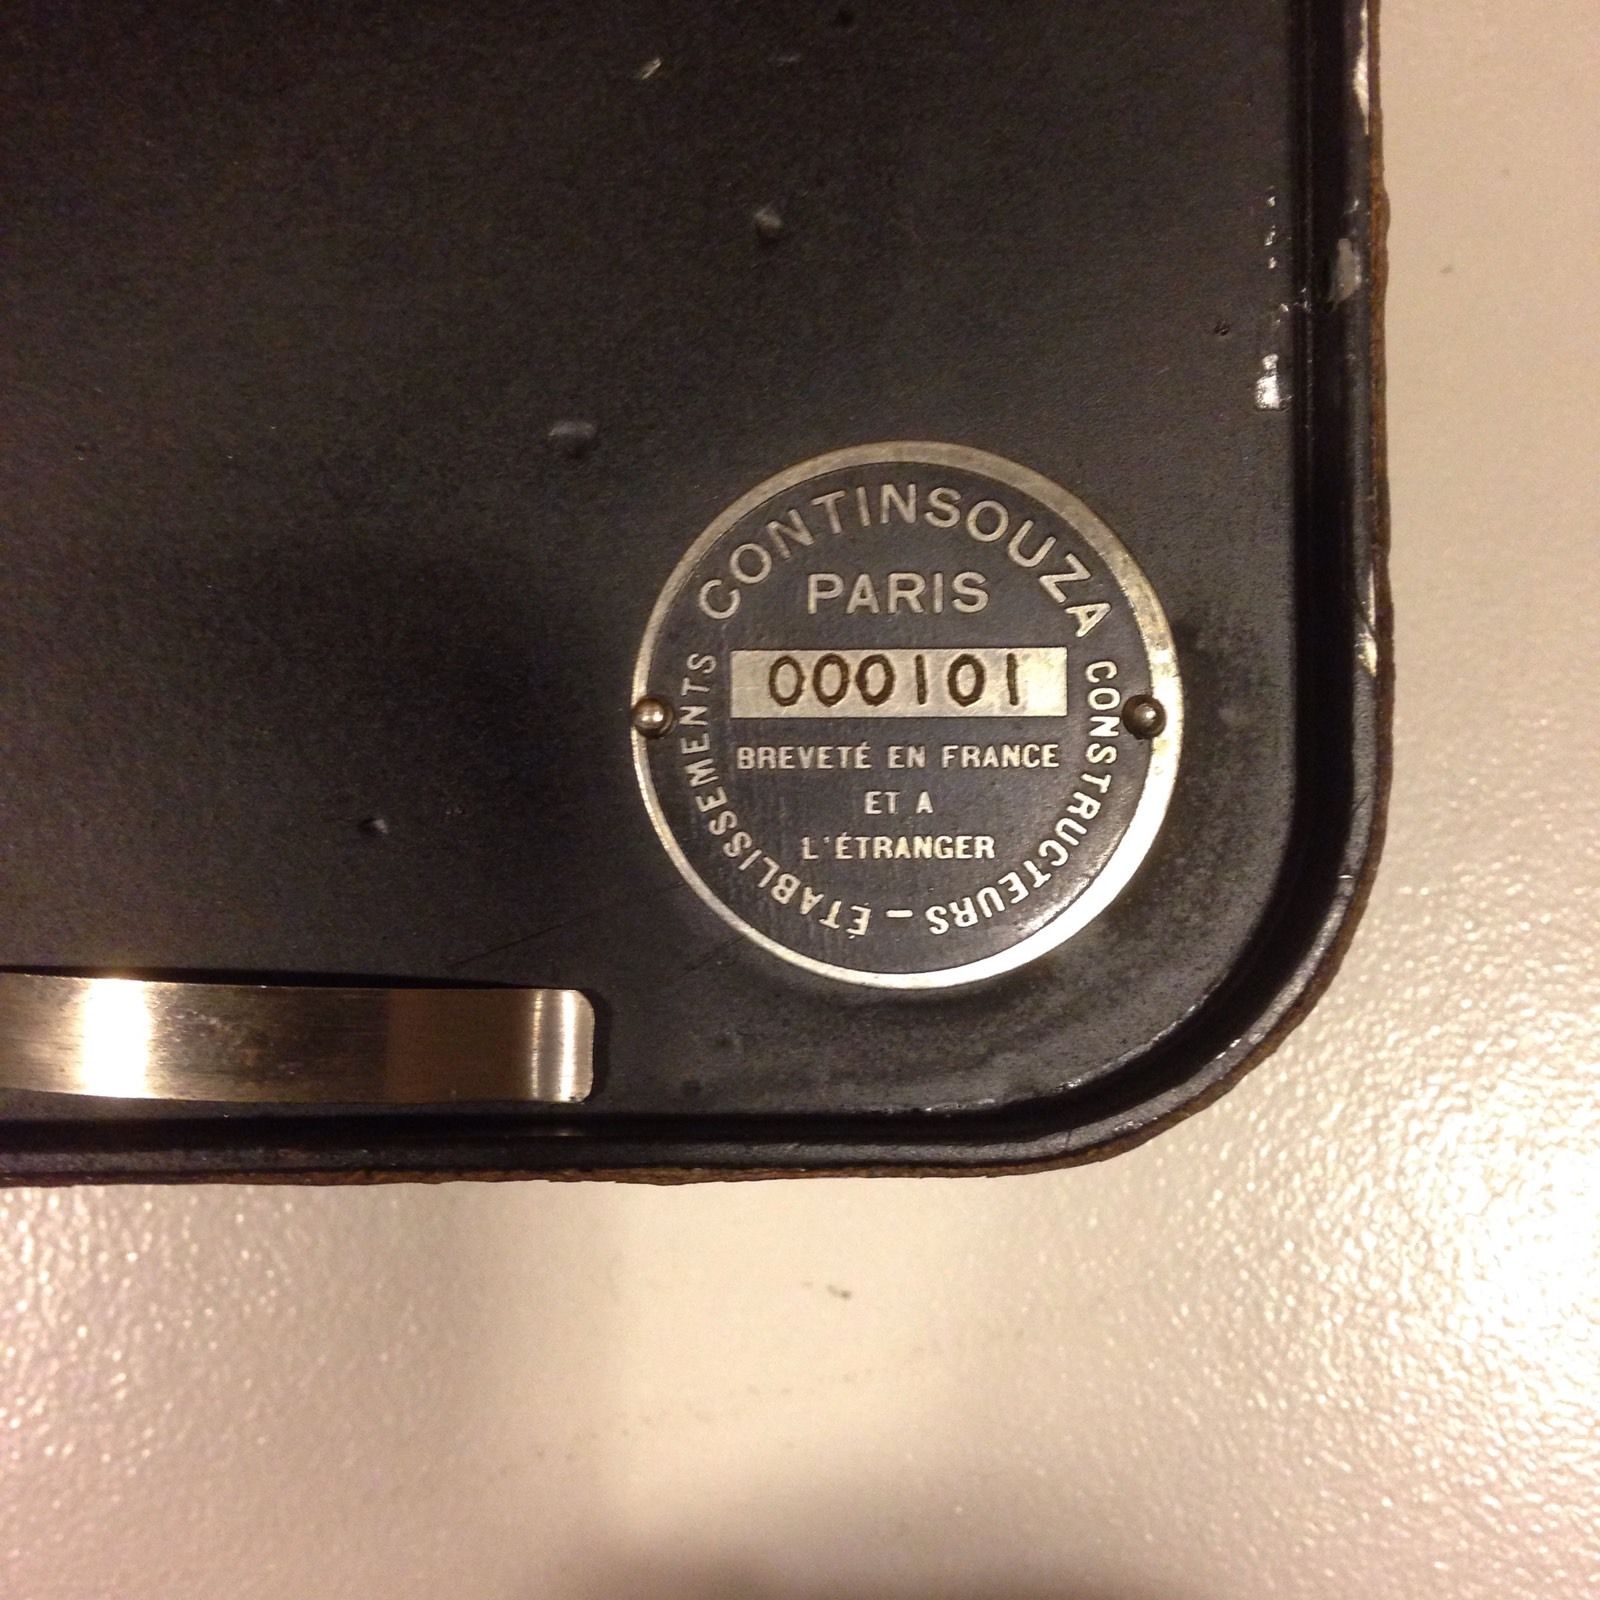 ÉTABLISSEMENTS CONTINSOUZA CONSTRUCTEURS –
PARIS
000101
BREVETÉ EN FRANCE
ET A
L'ÉTRANGER